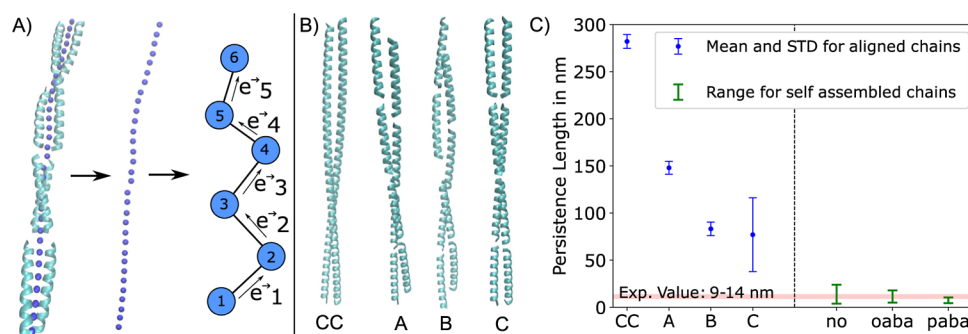 A)
6
e→5
5
e→4
4
e→3
3
e→2
2
e→1
1
B)
CC A B C
C)
Persistence Length in nm
300
250
200
150
100
50
0
Mean and STD for aligned chains
Range for self assembled chains
Exp. Value: 9-14 nm
CC A B C no oaba paba